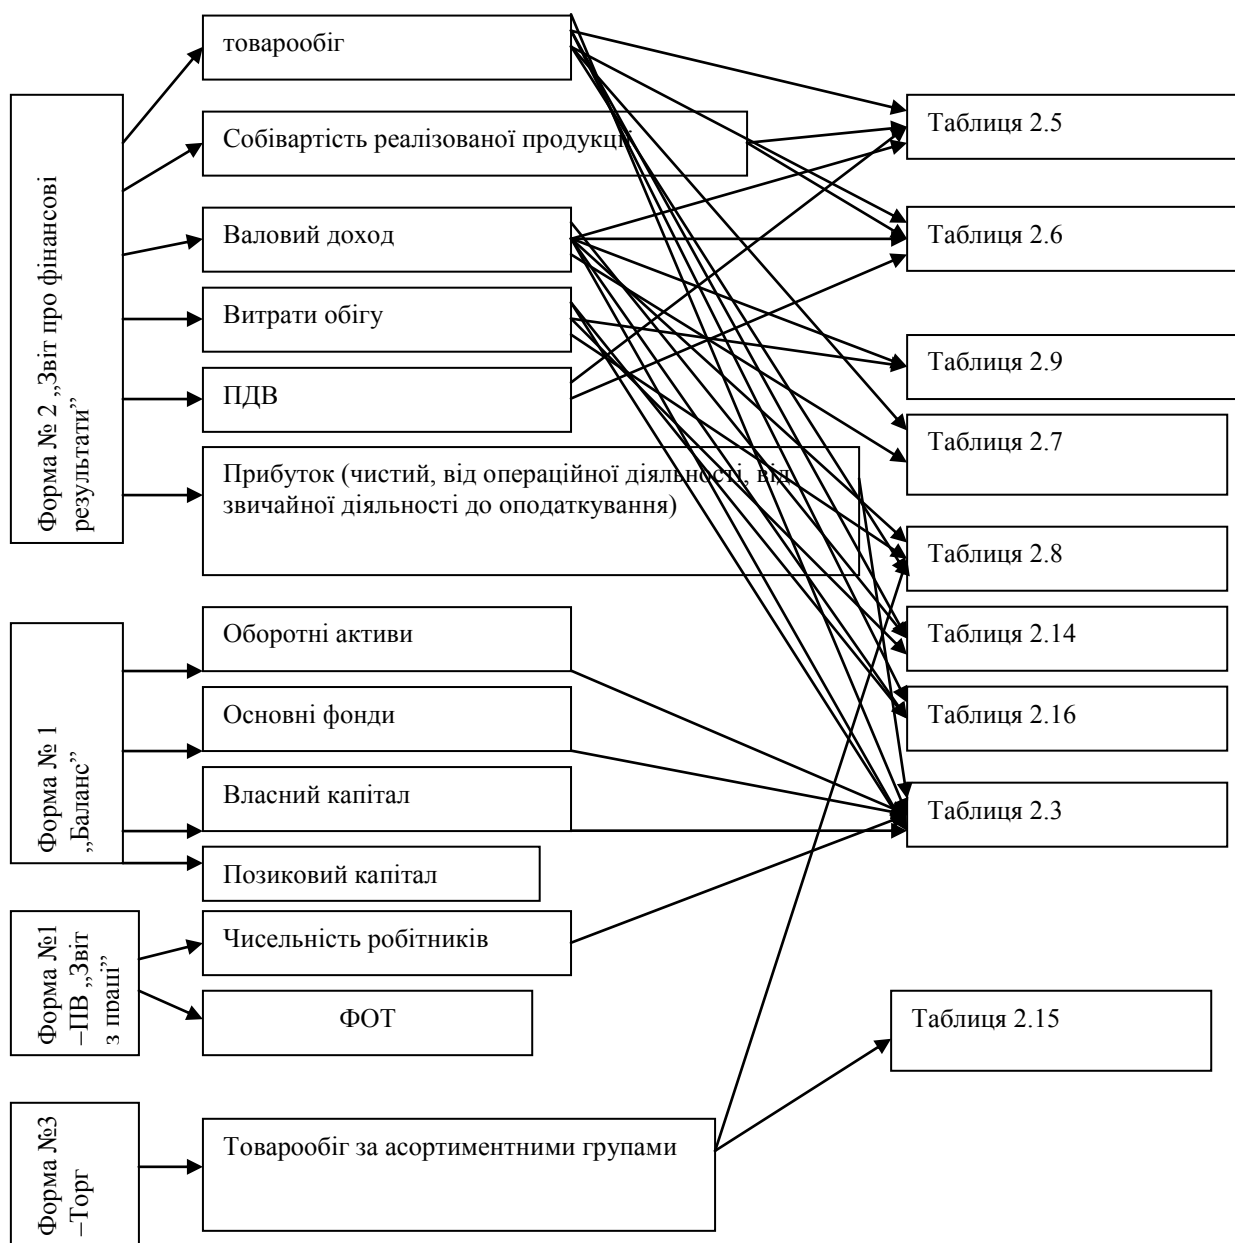 товарообіг
Собівартість реалізованої продукції
Валовий доход
Витрати обігу
ПДВ
Прибуток (чистий, від операційної діяльності, від
звичайної діяльності до оподаткування)
Форма № 2 „Звіт про фінансові
результати”
Оборотні активи
Основні фонди
Власний капітал
Позиковий капітал
Форма № 1
„Баланс”
Чисельність робітників
ФОТ
Форма №1
–ПВ „Звіт
з праці”
Товарообіг за асортиментними групами
Форма №3
–Торг
Таблиця 2.5
Таблиця 2.6
Таблиця 2.9
Таблиця 2.7
Таблиця 2.8
Таблиця 2.14
Таблиця 2.16
Таблиця 2.3
Таблиця 2.15